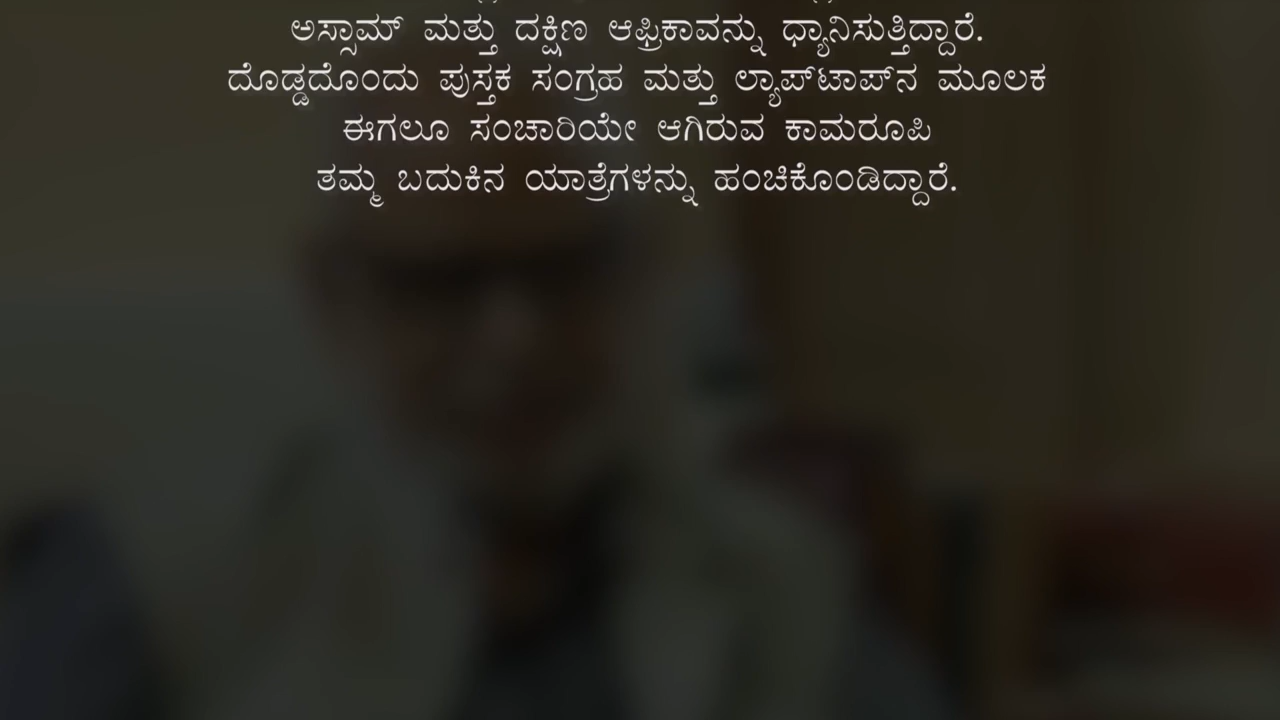 ಅಸ್ಸಾಮ್ ಮತ್ತು ದಕ್ಷಿಣ ಆಫ್ರಿಕಾವನ್ನು ಧ್ಯಾನಿಸುತ್ತಿದ್ದಾರೆ.
ದೊಡ್ಡದೊಂದು ಪುಸ್ತಕ ಸಂಗ್ರಹ ಮತ್ತು ಲ್ಯಾಪ್‌ಟಾಪ್‌ನ ಮೂಲಕ
ಈಗಲೂ ಸಂಚಾರಿಯೇ ಆಗಿರುವ ಕಾಮರೂಪಿ
ತಮ್ಮ ಬದುಕಿನ ಯಾತ್ರೆಗಳನ್ನು ಹಂಚಿಕೊಂಡಿದ್ದಾರೆ.